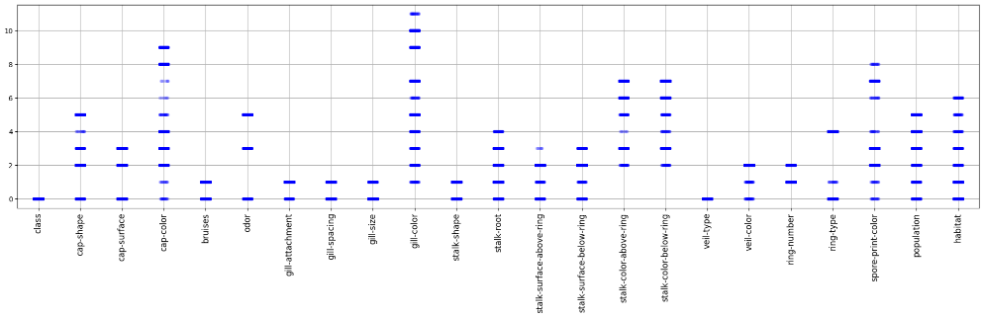 10
8
6
4
2
0
class
cap-shape
cap-surface
cap-color
bruises
odor
gill-attachment
gill-spacing
gill-size
gill-color
stalk-shape
stalk-root
stalk-surface-above-ring
stalk-surface-below-ring
stalk-color-above-ring
stalk-color-below-ring
veil-type
veil-color
ring-number
ring-type
spore-print-color
population
habitat